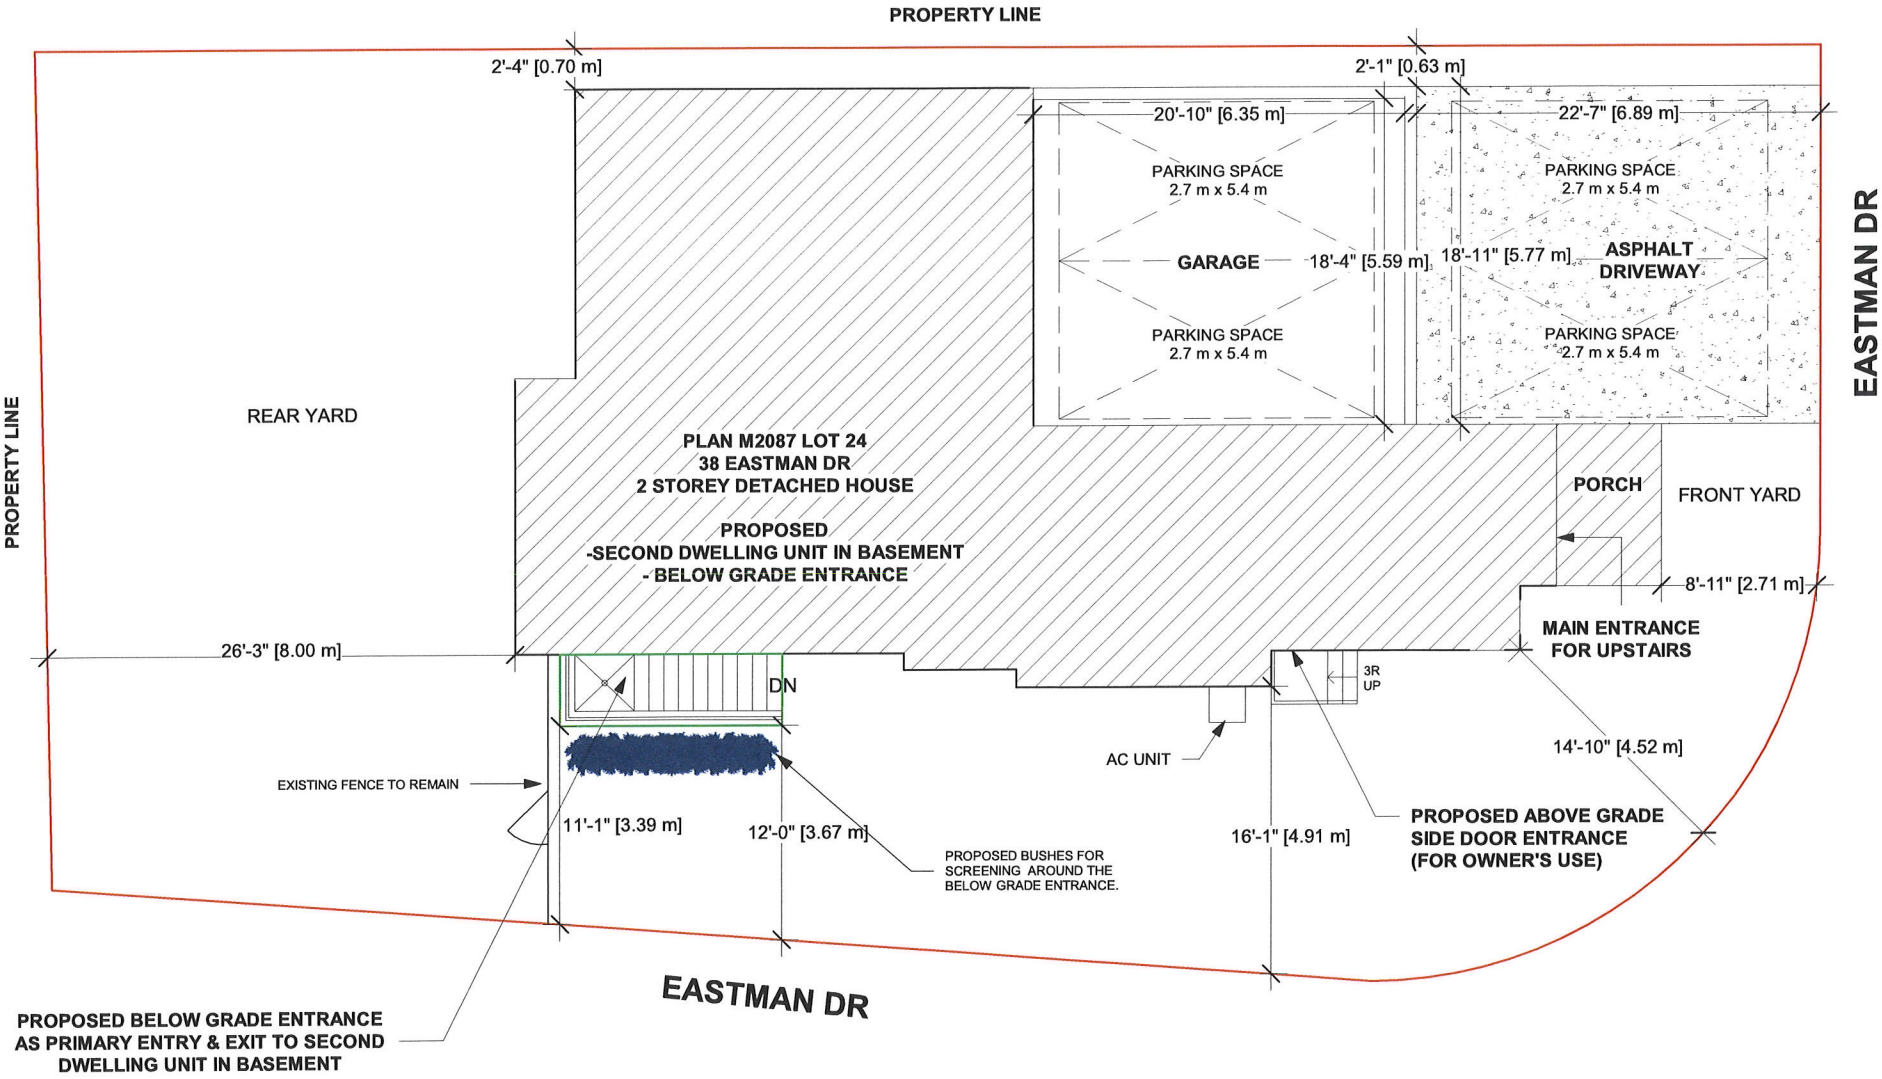 PROPERTY LINE
2'-4" [0.70 m]
2'-1" [0.63 m]
20'-10" [6.35 m]
22'-7" [6.89 m]
PARKING SPACE
2.7 m x 5.4 m
PARKING SPACE
2.7 m x 5.4 m
GARAGE
18'-4" [5.59 m]
18'-11" [5.77 m]
ASPHALT
DRIVEWAY
PARKING SPACE
2.7 m x 5.4 m
PARKING SPACE
2.7 m x 5.4 m
EASTMAN DR
PROPERTY LINE
REAR YARD
PLAN M2087 LOT 24
38 EASTMAN DR
2 STOREY DETACHED HOUSE
PROPOSED
-SECOND DWELLING UNIT IN BASEMENT
- BELOW GRADE ENTRANCE
PORCH
FRONT YARD
8'-11" [2.71 m]
MAIN ENTRANCE
FOR UPSTAIRS
26'-3" [8.00 m]
DN
3R
UP
AC UNIT
14'-10" [4.52 m]
EXISTING FENCE TO REMAIN
11'-1" [3.39 m]
12'-0" [3.67 m]
16'-1" [4.91 m]
PROPOSED ABOVE GRADE
SIDE DOOR ENTRANCE
(FOR OWNER'S USE)
PROPOSED BUSHES FOR
SCREENING AROUND THE
BELOW GRADE ENTRANCE.
EASTMAN DR
PROPOSED BELOW GRADE ENTRANCE
AS PRIMARY ENTRY & EXIT TO SECOND
DWELLING UNIT IN BASEMENT